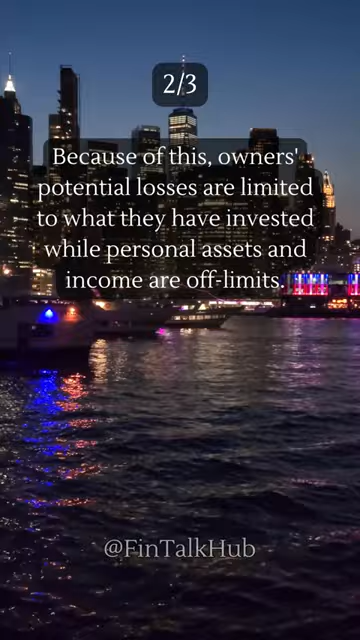 2/3
Because of this, owners'
potential losses are limited
to what they have invested
while personal assets and
income are off-limits.
@FinTalkHub